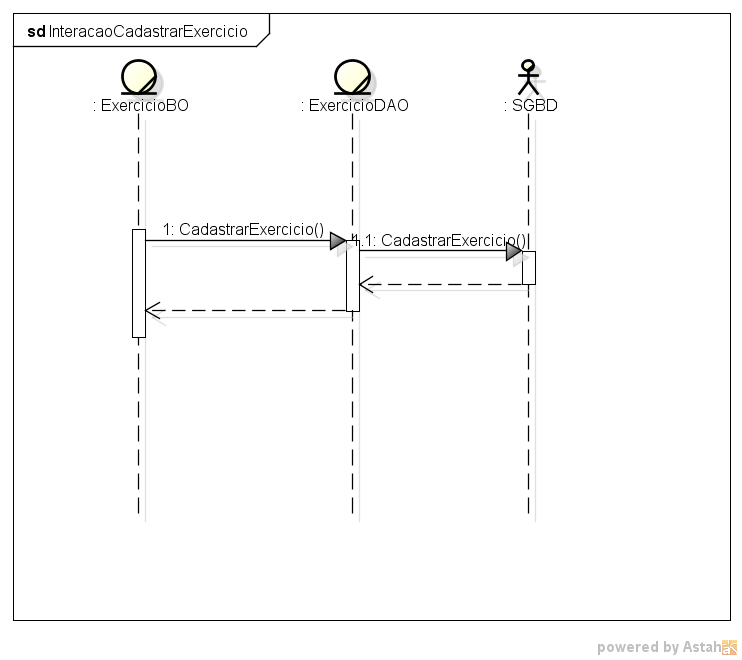 sd InteracaoCadastrarExercicio
: ExercicioBO
: ExercicioDAO
: SGBD
1: CadastrarExercicio()
1.1: CadastrarExercicio()
powered by Astah